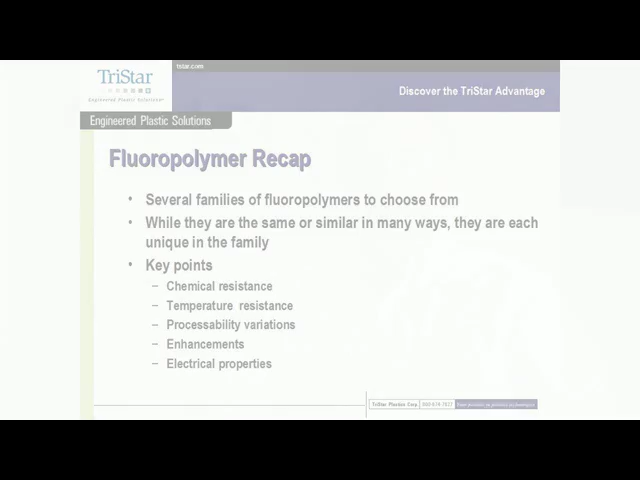 tstar.com
TriStar
Engineered Plastic Solutions
Discover the TriStar Advantage
Engineered Plastic Solutions
Fluoropolymer Recap
• Several families of fluoropolymers to choose from
• While they are the same or similar in many ways, they are each
unique in the family
• Key points
– Chemical resistance
– Temperature resistance
– Processability variations
– Enhancements
– Electrical properties
TriStar Plastics Corp.